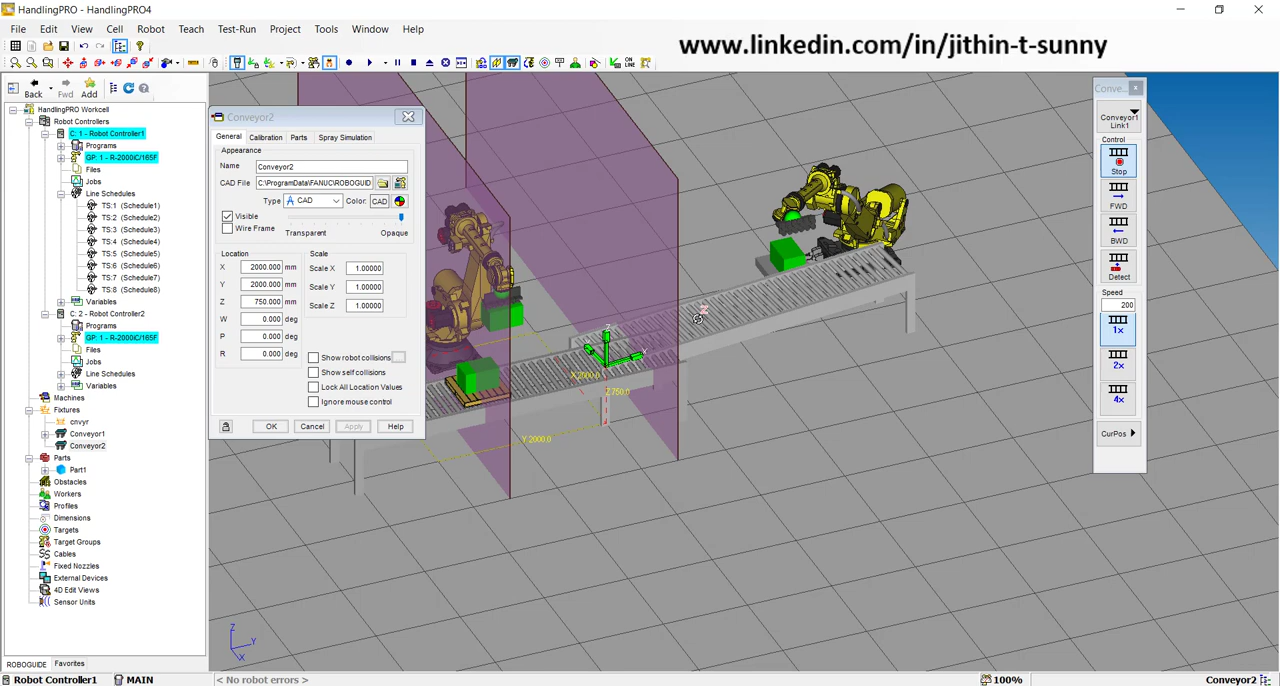 HandlingPRO - HandlingPRO4
File Edit View Cell Robot Teach Test-Run Project Tools Window Help
www.linkedin.com/in/jithin-t-sunny
ON LINE
Back Fwd Add
HandlingPRO Workcell
Robot Controllers
C: 1 - Robot Controller1
Programs
GP: 1 - R-2000iC/165F
Files
Jobs
Line Schedules
TS:1 (Schedule1)
TS:2 (Schedule2)
TS:3 (Schedule3)
TS:4 (Schedule4)
TS:5 (Schedule5)
TS:6 (Schedule6)
TS:7 (Schedule7)
TS:8 (Schedule8)
Variables
C: 2 - Robot Controller2
Programs
GP: 1 - R-2000iC/165F
Files
Jobs
Line Schedules
Variables
Machines
Fixtures
cnvyr
Conveyor1
Conveyor2
Parts
Part1
Obstacles
Workers
Profiles
Dimensions
Targets
Target Groups
Cables
Fixed Nozzles
External Devices
4D Edit Views
Sensor Units
ROBOGUIDE Favorites
Conveyor2
General Calibration Parts Spray Simulation
Appearance
Name Conveyor2
CAD File C:\ProgramData\FANUC\ROBOGUID
Type CAD Color: CAD
Visible
Wire Frame
Transparent Opaque
Location
X 2000.000 mm
Y 2000.000 mm
Z 750.000 mm
W 0.000 deg
P 0.000 deg
R 0.000 deg
Scale
Scale X 1.00000
Scale Y 1.00000
Scale Z 1.00000
Show robot collisions
Show self collisions
Lock All Location Values
Ignore mouse control
OK Cancel Apply Help
Z
X 2000.0
Z 750.0
Y 2000.0
Z
Y
X
Conve...
Conveyor1
Link1
Control
Stop
FWD
BWD
Detect
Speed
200
1x
2x
4x
CurPos
Robot Controller1 MAIN < No robot errors > 100% Conveyor2